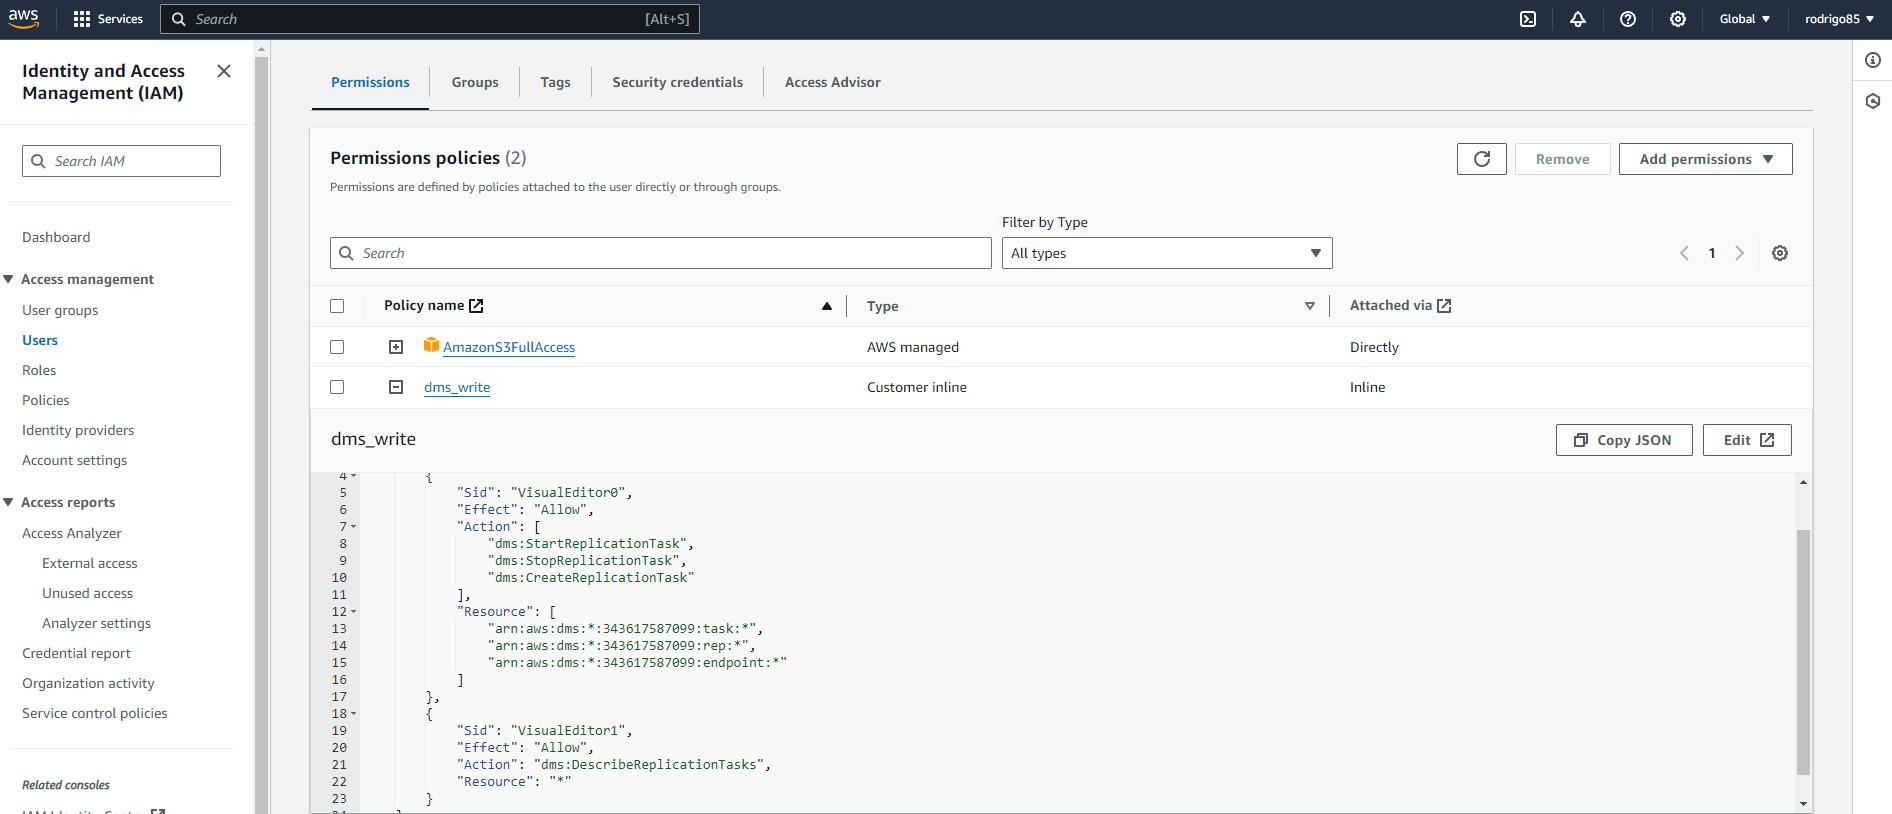 aws Services Search [Alt+S] Global rodrigo85
Identity and Access
Management (IAM)
Search IAM
Dashboard
Access management
User groups
Users
Roles
Policies
Identity providers
Account settings
Access reports
Access Analyzer
External access
Unused access
Analyzer settings
Credential report
Organization activity
Service control policies
Related consoles
Permissions Groups Tags Security credentials Access Advisor
Permissions policies (2)
Remove Add permissions
Permissions are defined by policies attached to the user directly or through groups.
Filter by Type
Search All types 1
Policy name Type Attached via
AmazonS3FullAccess AWS managed Directly
dms_write Customer inline Inline
dms_write Copy JSON Edit
4 {
5 "Sid": "VisualEditor0",
6 "Effect": "Allow",
7 "Action": [
8 "dms:StartReplicationTask",
9 "dms:StopReplicationTask",
10 "dms:CreateReplicationTask"
11 ],
12 "Resource": [
13 "arn:aws:dms:*:343617587099:task:*",
14 "arn:aws:dms:*:343617587099:rep:*",
15 "arn:aws:dms:*:343617587099:endpoint:*"
16 ]
17 },
18 {
19 "Sid": "VisualEditor1",
20 "Effect": "Allow",
21 "Action": "dms:DescribeReplicationTasks",
22 "Resource": "*"
23 }